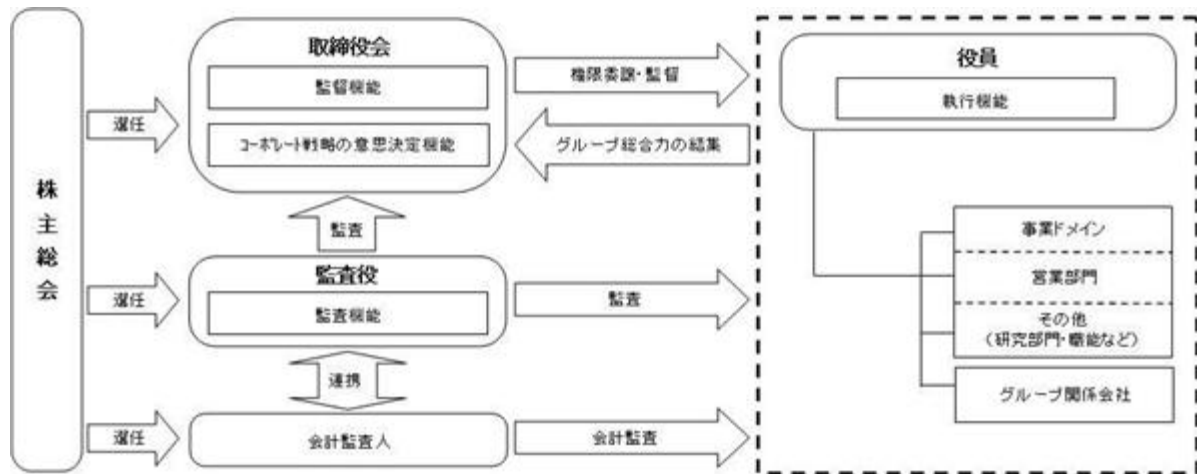 株主総会
選任
取締役会
監督機能
コーポレート戦略の意思決定機能
権限委譲・監督
グループ総合力の結集
役員
執行機能
監査
選任
監査役
監査機能
監査
連携
選任
会計監査人
会計監査
事業ドメイン
営業部門
その他
（研究部門・職能など）
グループ関係会社